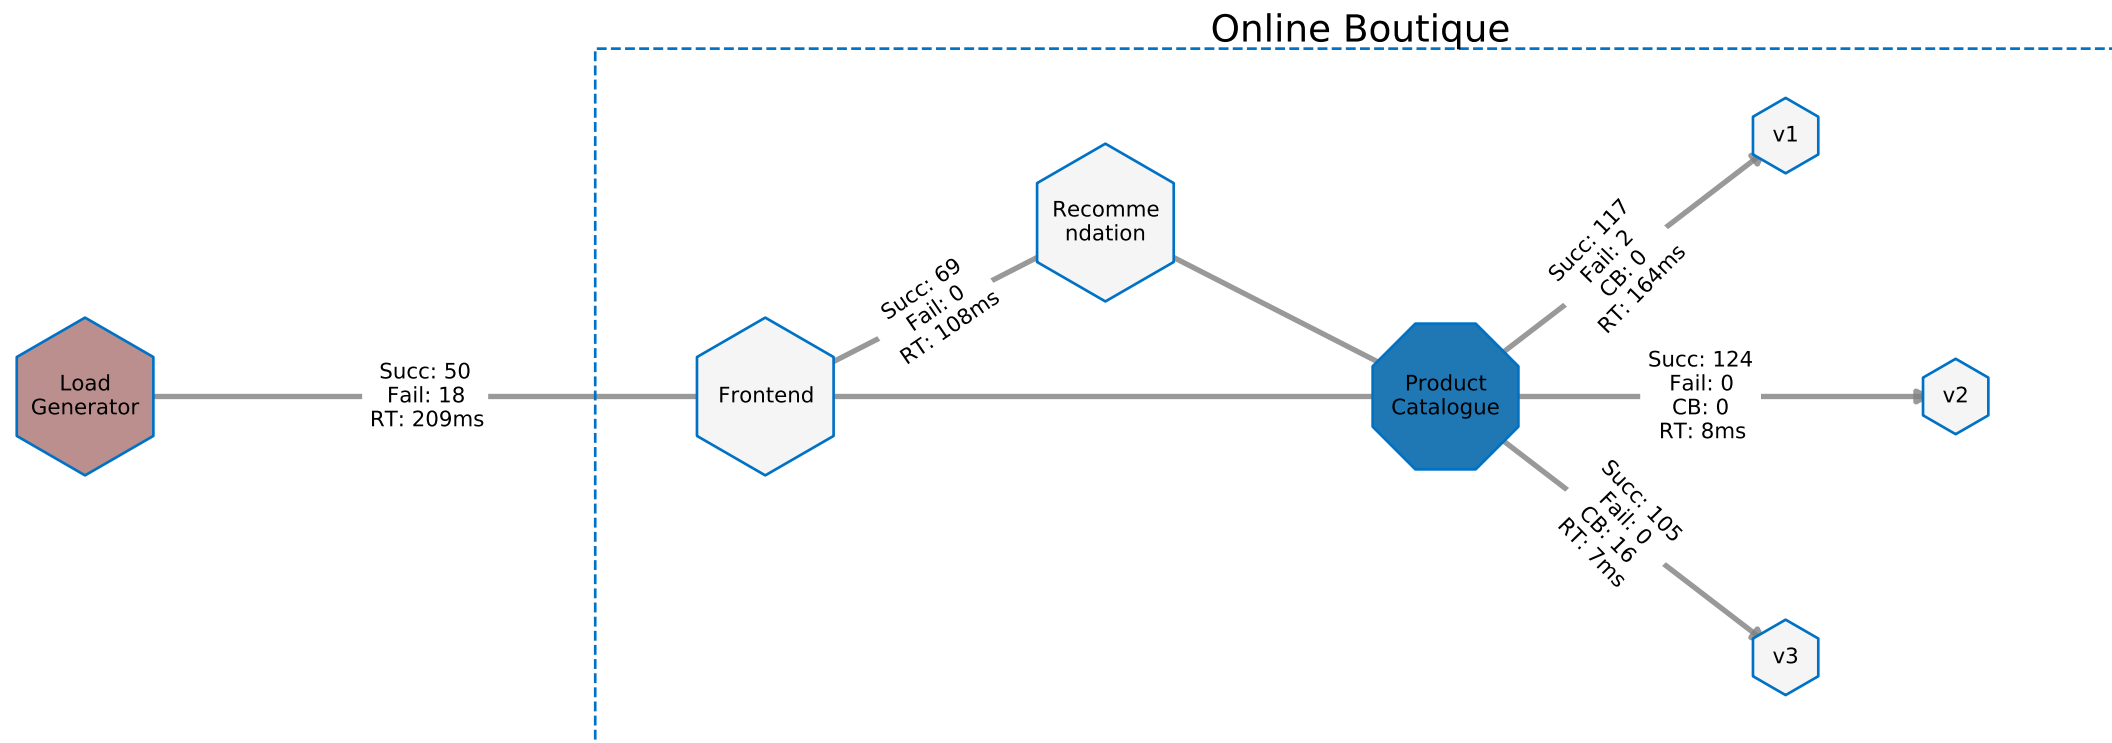 Online Boutique
Load
Generator
Succ: 50
Fail: 18
RT: 209ms
Frontend
Succ: 69
Fail: 0
RT: 108ms
Recomme
ndation
Product
Catalogue
Succ: 117
Fail: 2
CB: 0
RT: 164ms
v1
Succ: 124
Fail: 0
CB: 0
RT: 8ms
v2
Succ: 105
Fail: 0
CB: 16
RT: 7ms
v3